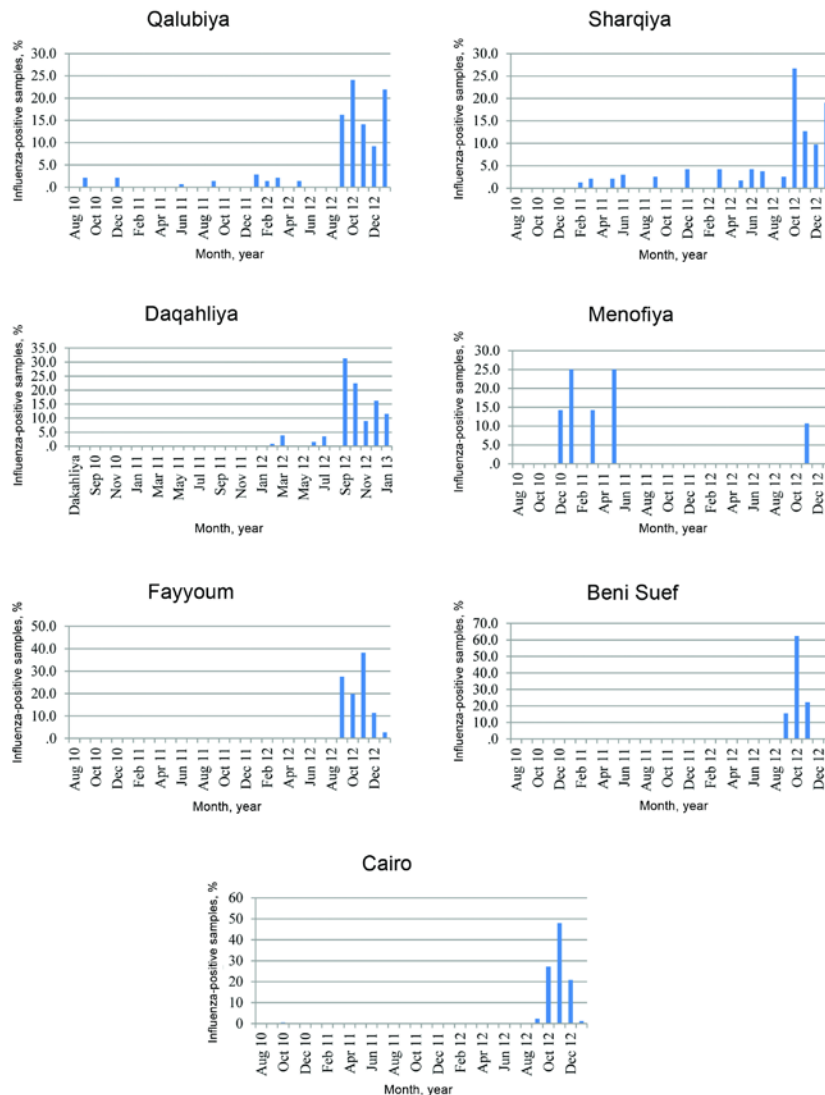 Qalubiya
Influenza-positive samples, %
30.0
25.0
20.0
15.0
10.0
5.0
.0
Aug 10
Oct 10
Dec 10
Feb 11
Apr 11
Jun 11
Aug 11
Oct 11
Dec 11
Feb 12
Apr 12
Jun 12
Aug 12
Oct 12
Dec 12
Month, year
Sharqiya
Influenza-positive samples, %
30.0
25.0
20.0
15.0
10.0
5.0
.0
Aug 10
Oct 10
Dec 10
Feb 11
Apr 11
Jun 11
Aug 11
Oct 11
Dec 11
Feb 12
Apr 12
Jun 12
Aug 12
Oct 12
Dec 12
Month, year
Daqahliya
Influenza-positive samples, %
35.0
30.0
25.0
20.0
15.0
10.0
5.0
.0
Dakahliya
Sep 10
Nov 10
Jan 11
Mar 11
May 11
Jul 11
Sep 11
Nov 11
Jan 12
Mar 12
May 12
Jul 12
Sep 12
Nov 12
Jan 13
Month, year
Menofiya
Influenza-positive samples, %
30.0
25.0
20.0
15.0
10.0
5.0
.0
Aug 10
Oct 10
Dec 10
Feb 11
Apr 11
Jun 11
Aug 11
Oct 11
Dec 11
Feb 12
Apr 12
Jun 12
Aug 12
Oct 12
Dec 12
Month, year
Fayyoum
Influenza-positive samples, %
50.0
40.0
30.0
20.0
10.0
.0
Aug 10
Oct 10
Dec 10
Feb 11
Apr 11
Jun 11
Aug 11
Oct 11
Dec 11
Feb 12
Apr 12
Jun 12
Aug 12
Oct 12
Dec 12
Month, year
Beni Suef
Influenza-positive samples, %
70.0
60.0
50.0
40.0
30.0
20.0
10.0
.0
Aug 10
Oct 10
Dec 10
Feb 11
Apr 11
Jun 11
Aug 11
Oct 11
Dec 11
Feb 12
Apr 12
Jun 12
Aug 12
Oct 12
Dec 12
Month, year
Cairo
Influenza-positive samples, %
60
50
40
30
20
10
0
Aug 10
Oct 10
Dec 10
Feb 11
Apr 11
Jun 11
Aug 11
Oct 11
Dec 11
Feb 12
Apr 12
Jun 12
Aug 12
Oct 12
Dec 12
Month, year